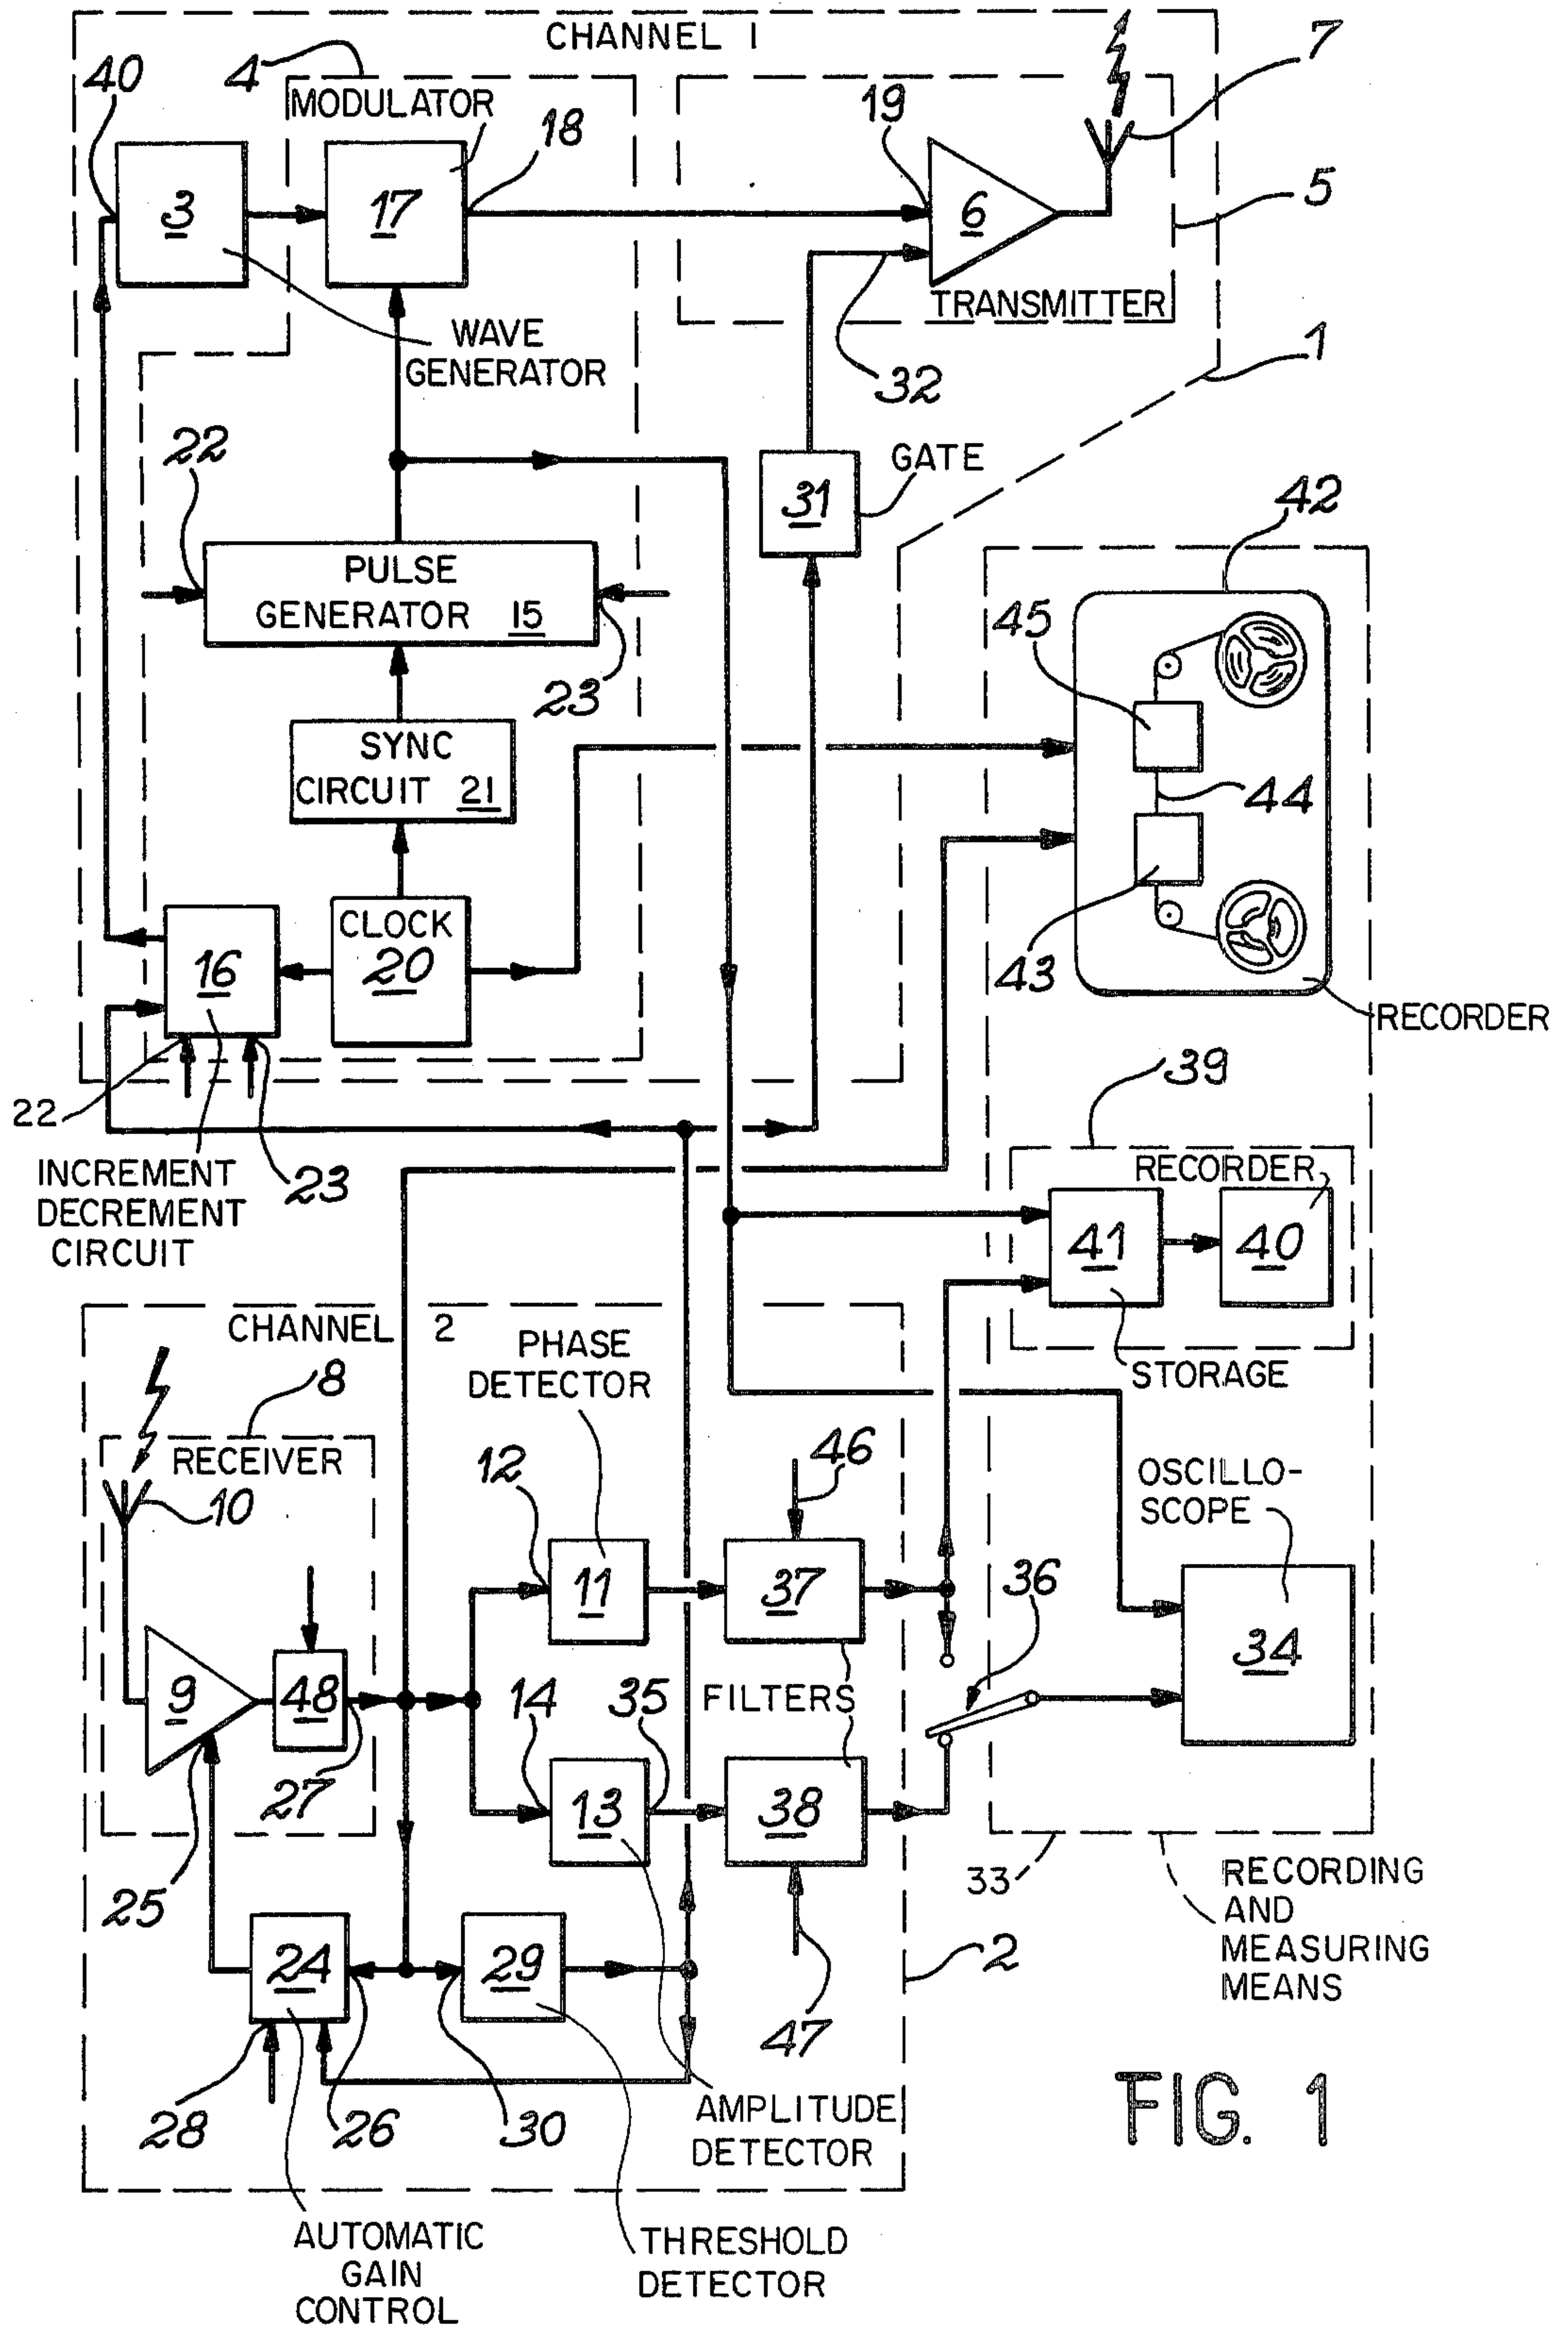 CHANNEL 1
40
4
MODULATOR
18
19
7
3
17
6
5
WAVE
GENERATOR
TRANSMITTER
1
32
22
GATE
31
42
PULSE
GENERATOR 15
45
23
SYNC
CIRCUIT 21
44
CLOCK
20
16
43
RECORDER
22
39
INCREMENT
DECREMENT
CIRCUIT
23
RECORDER
41
40
CHANNEL 2
PHASE
DETECTOR
STORAGE
8
RECEIVER
12
46
OSCILLO-
SCOPE
10
11
37
36
34
9
48
14
35
FILTERS
27
13
38
25
33
RECORDING
AND
MEASURING
MEANS
24
29
2
47
28
26
30
AMPLITUDE
DETECTOR
FIG. 1
AUTOMATIC
GAIN
CONTROL
THRESHOLD
DETECTOR